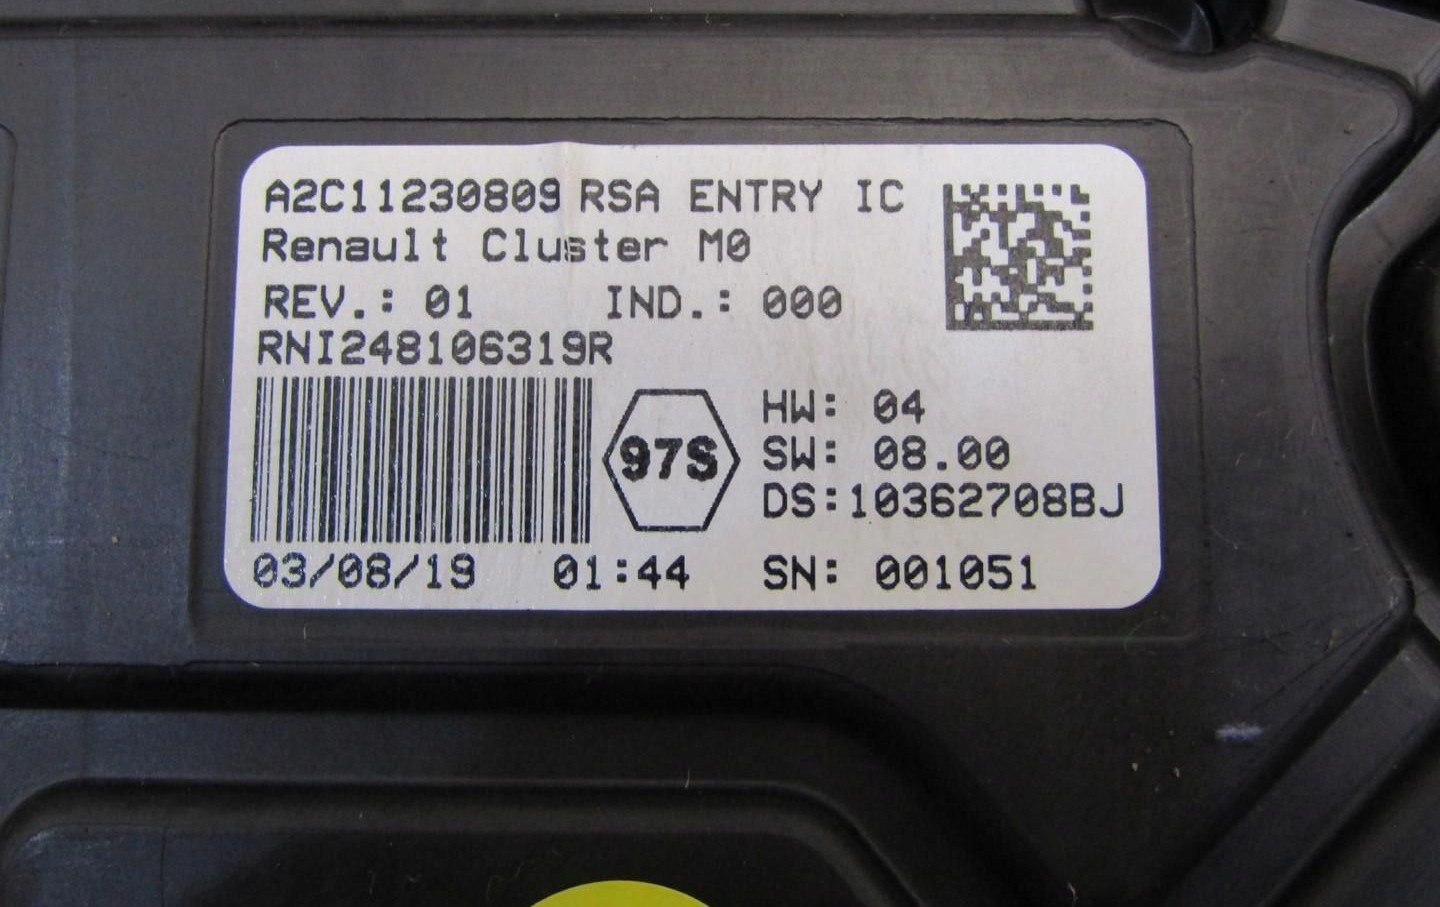 A2C11230809 RSA ENTRY IC
Renault Cluster M0
REV.: 01 IND.: 000
RNI248106319R
97S
HW: 04
SW: 08.00
DS:10362708BJ
03/08/19 01:44 SN: 001051